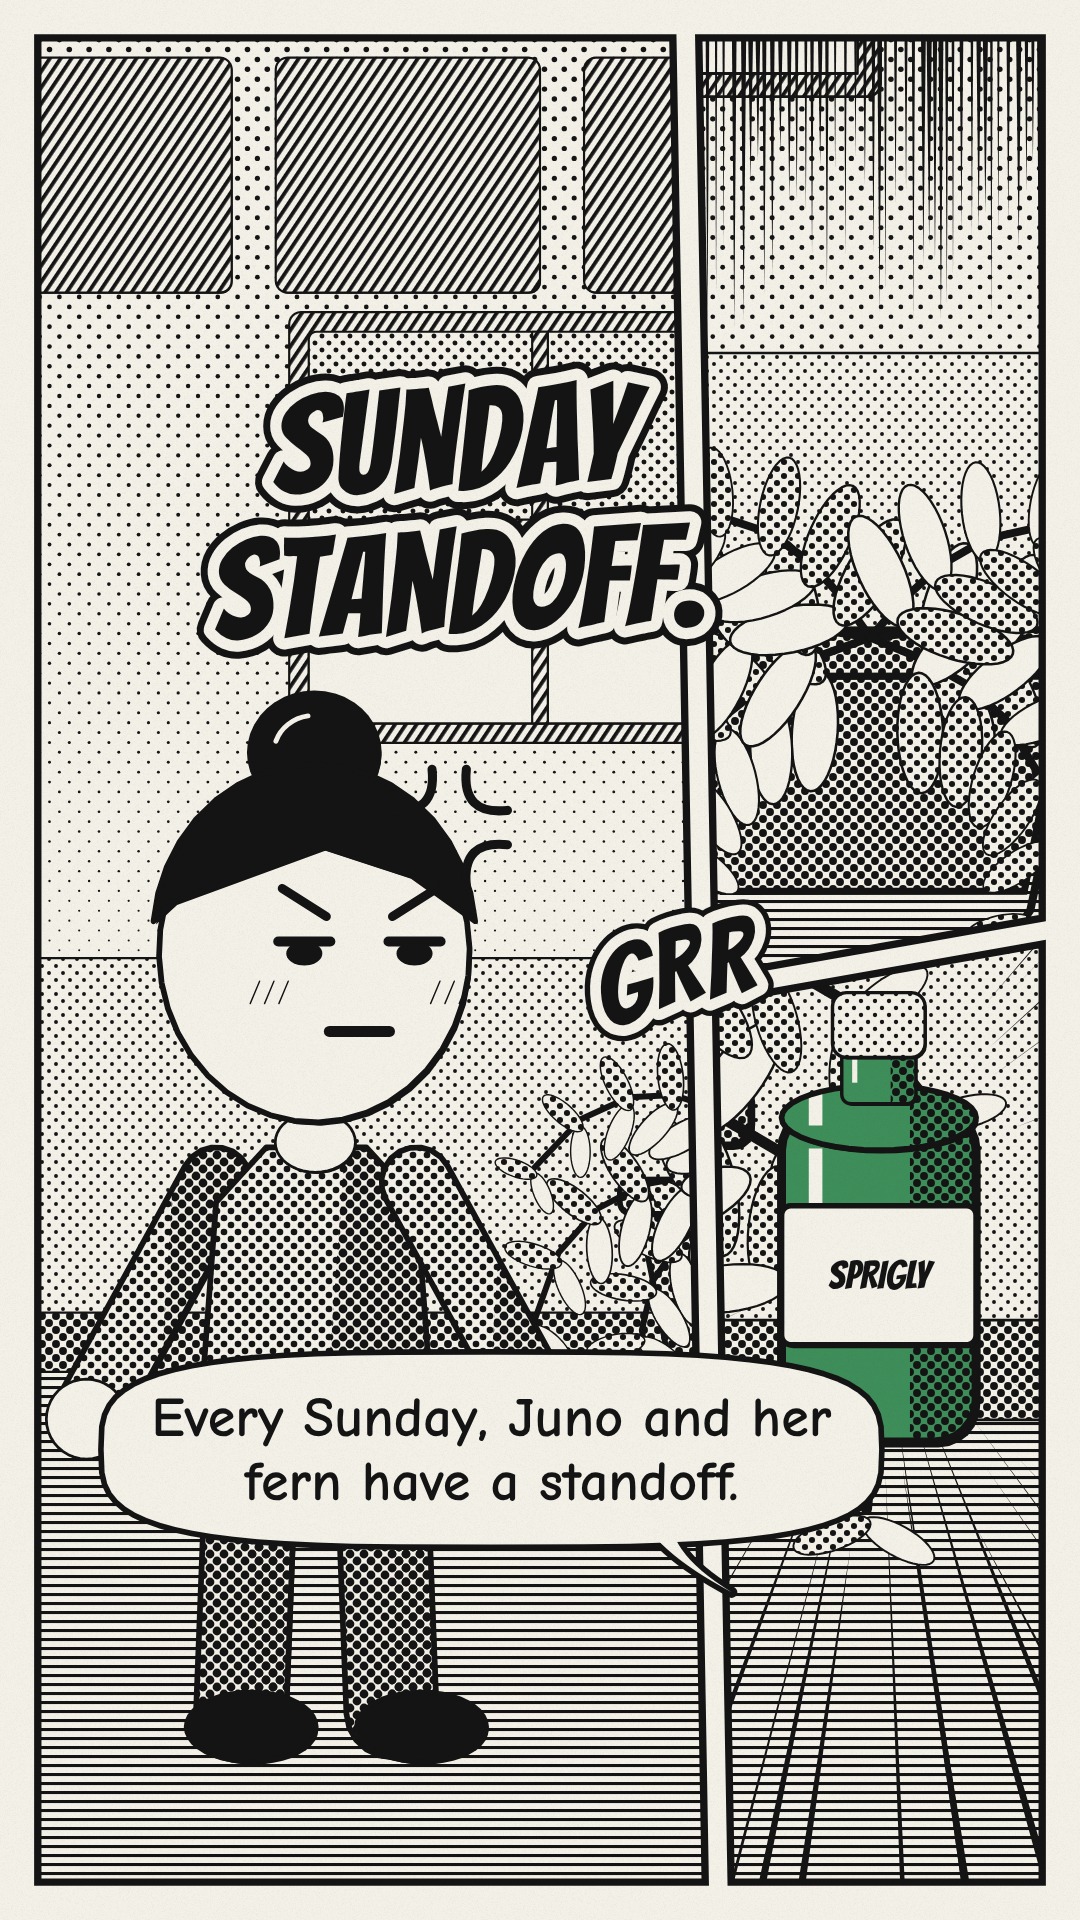 SUNDAY
STANDOFF.
GRR
SPRIGLY
Every Sunday, Juno and her
fern have a standoff.